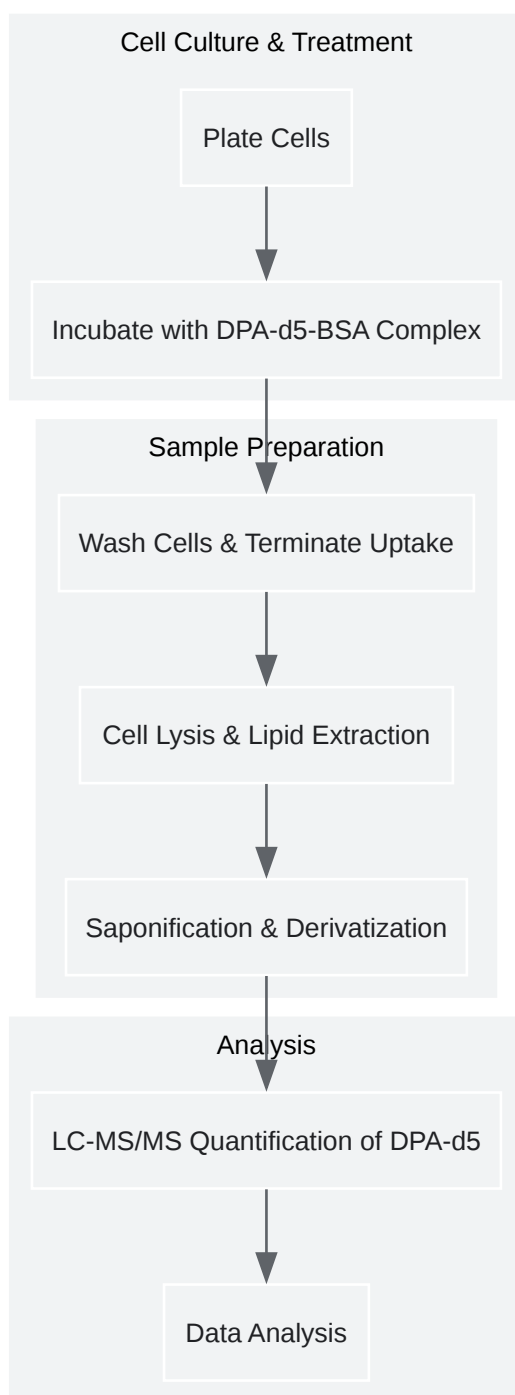 Cell Culture & Treatment
Plate Cells
Incubate with DPA-d5-BSA Complex
Sample Preparation
Wash Cells & Terminate Uptake
Cell Lysis & Lipid Extraction
Saponification & Derivatization
Analysis
LC-MS/MS Quantification of DPA-d5
Data Analysis